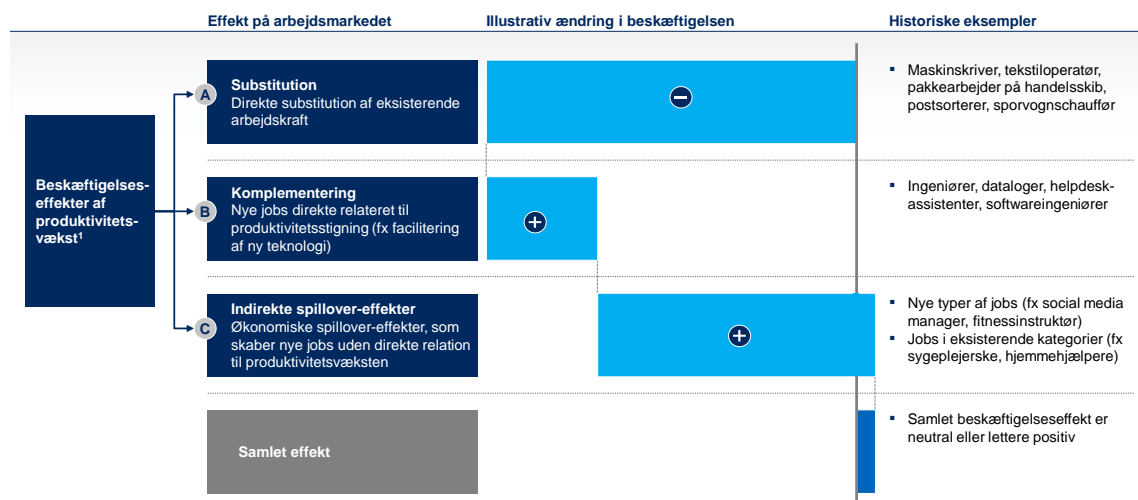 Effekt på arbejdsmarkedet
Illustrativ ændring i beskæftigelsen
Historiske eksempler
Beskæftigelses-
effekter af
produktivitets-
vækst1
A
Substitution
Direkte substitution af eksisterende
arbejdskraft
▪ Maskinskriver, tekstiloperatør,
pakkearbejder på handelsskib,
postsorterer, sporvognschauffør
B
Komplementering
Nye jobs direkte relateret til
produktivitetsstigning (fx facilitering
af ny teknologi)
▪ Ingeniører, dataloger, helpdesk-
assistenter, softwareingeniører
C
Indirekte spillover-effekter
Økonomiske spillover-effekter, som
skaber nye jobs uden direkte relation
til produktivitetsvæksten
▪ Nye typer af jobs (fx social media
manager, fitnessinstruktør)
▪ Jobs i eksisterende kategorier (fx
sygeplejerske, hjemmehjælpere)
Samlet effekt
▪ Samlet beskæftigelseseffekt er
neutral eller lettere positiv